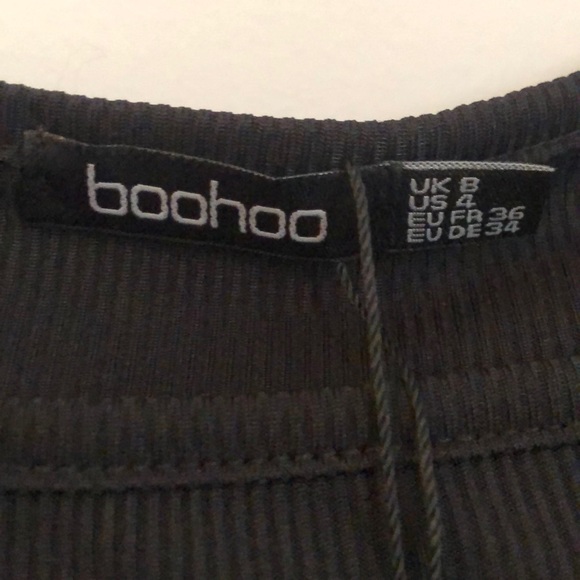 boohoo
UK 8
US 4
EU FR 36
EU DE 34